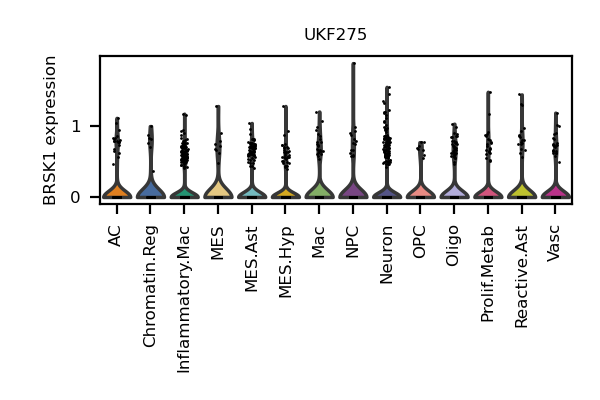 UKF275
BRSK1 expression
1
0
AC
Chromatin.Reg
Inflammatory.Mac
MES
MES.Ast
MES.Hyp
Mac
NPC
Neuron
OPC
Oligo
Prolif.Metab
Reactive.Ast
Vasc